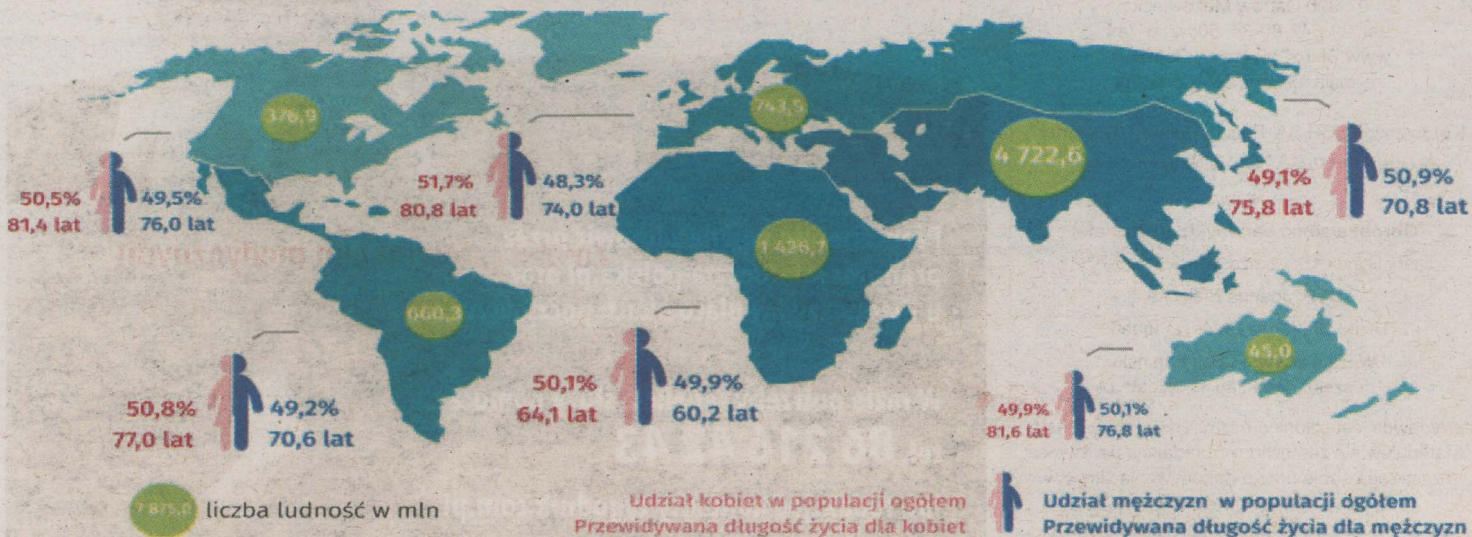 376,9
743,5
4 722,6
50,5%
81,4 lat
49,5%
76,0 lat
51,7%
80,8 lat
48,3%
74,0 lat
49,1%
75,8 lat
50,9%
70,8 lat
1 426,7
660,3
45,0
50,8%
77,0 lat
49,2%
70,6 lat
50,1%
64,1 lat
49,9%
60,2 lat
49,9%
81,6 lat
50,1%
76,8 lat
7 975,0 liczba ludność w mln
Udział kobiet w populacji ogółem
Przewidywana długość życia dla kobiet
Udział mężczyzn w populacji ogółem
Przewidywana długość życia dla mężczyzn